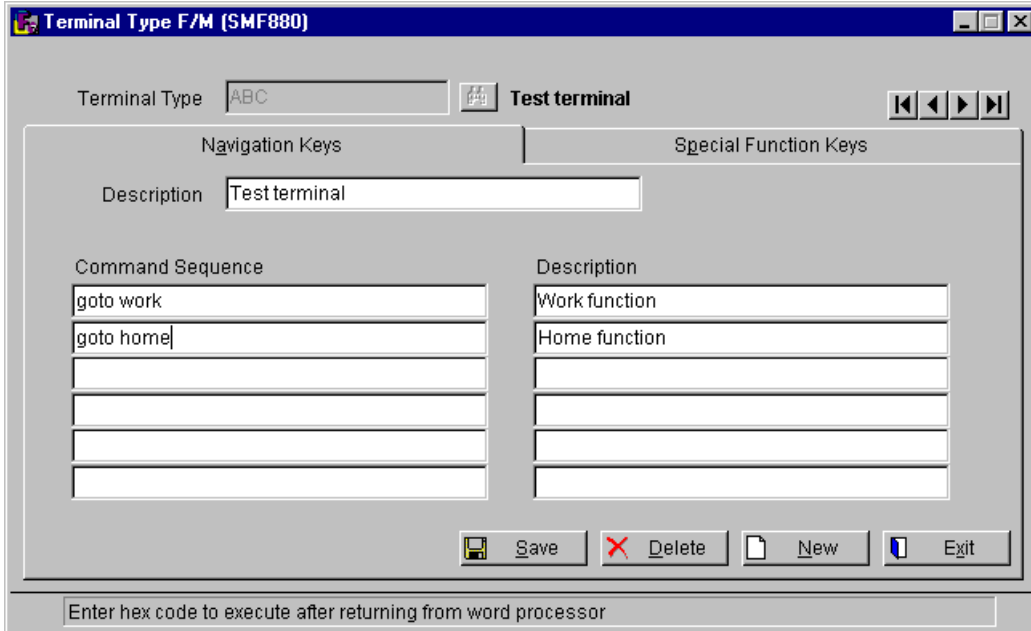 Terminal Type F/M (SMF880)
Terminal Type ABC Test terminal
Navigation Keys Special Function Keys
Description Test terminal
Command Sequence Description
goto work Work function
goto home Home function
Save Delete New Exit
Enter hex code to execute after returning from word processor